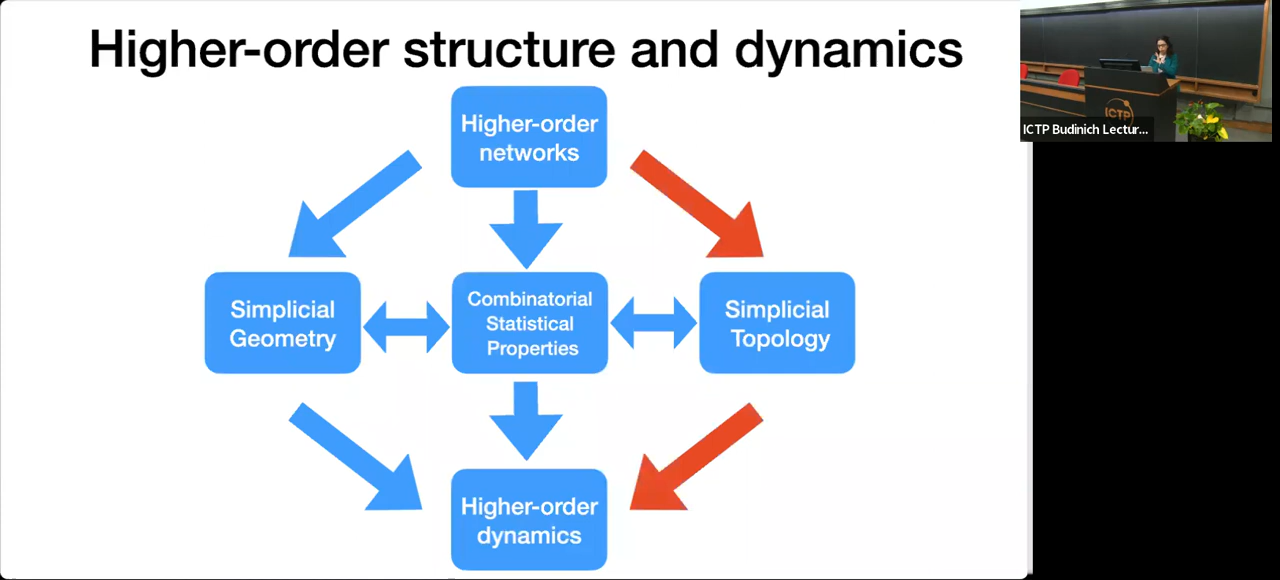 Higher-order structure and dynamics
Higher-order
networks
Simplicial
Geometry
Combinatorial
Statistical
Properties
Simplicial
Topology
Higher-order
dynamics
ICTP
ICTP Budinich Lectur...